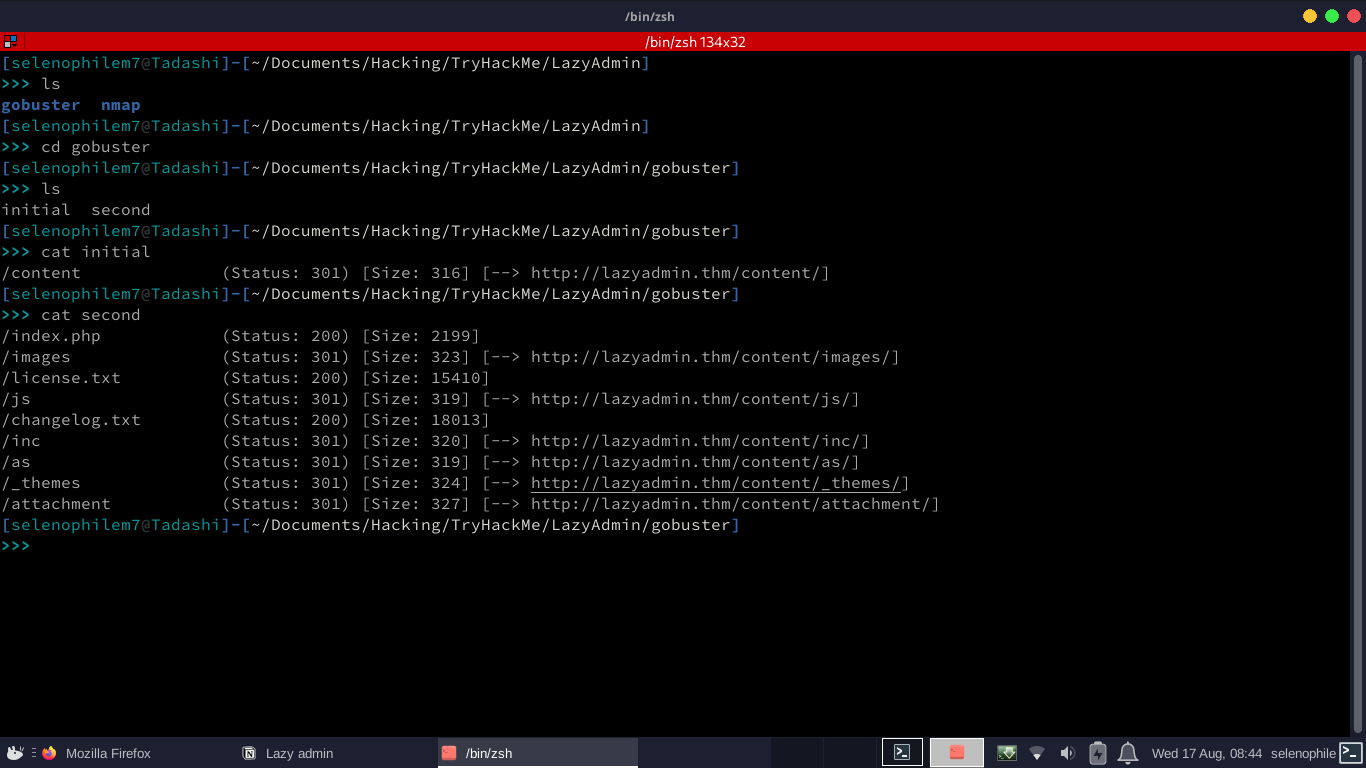 /bin/zsh
/bin/zsh 134x32
[selenophilem7@Tadashi]-[~/Documents/Hacking/TryHackMe/LazyAdmin]
>>> ls
gobuster  nmap
[selenophilem7@Tadashi]-[~/Documents/Hacking/TryHackMe/LazyAdmin]
>>> cd gobuster
[selenophilem7@Tadashi]-[~/Documents/Hacking/TryHackMe/LazyAdmin/gobuster]
>>> ls
initial  second
[selenophilem7@Tadashi]-[~/Documents/Hacking/TryHackMe/LazyAdmin/gobuster]
>>> cat initial
/content              (Status: 301) [Size: 316] [--> http://lazyadmin.thm/content/]
[selenophilem7@Tadashi]-[~/Documents/Hacking/TryHackMe/LazyAdmin/gobuster]
>>> cat second
/index.php            (Status: 200) [Size: 2199]
/images               (Status: 301) [Size: 323] [--> http://lazyadmin.thm/content/images/]
/license.txt          (Status: 200) [Size: 15410]
/js                   (Status: 301) [Size: 319] [--> http://lazyadmin.thm/content/js/]
/changelog.txt        (Status: 200) [Size: 18013]
/inc                  (Status: 301) [Size: 320] [--> http://lazyadmin.thm/content/inc/]
/as                   (Status: 301) [Size: 319] [--> http://lazyadmin.thm/content/as/]
/_themes              (Status: 301) [Size: 324] [--> http://lazyadmin.thm/content/_themes/]
/attachment           (Status: 301) [Size: 327] [--> http://lazyadmin.thm/content/attachment/]
[selenophilem7@Tadashi]-[~/Documents/Hacking/TryHackMe/LazyAdmin/gobuster]
>>>
Mozilla Firefox  Lazy admin  /bin/zsh  Wed 17 Aug, 08:44  selenophile